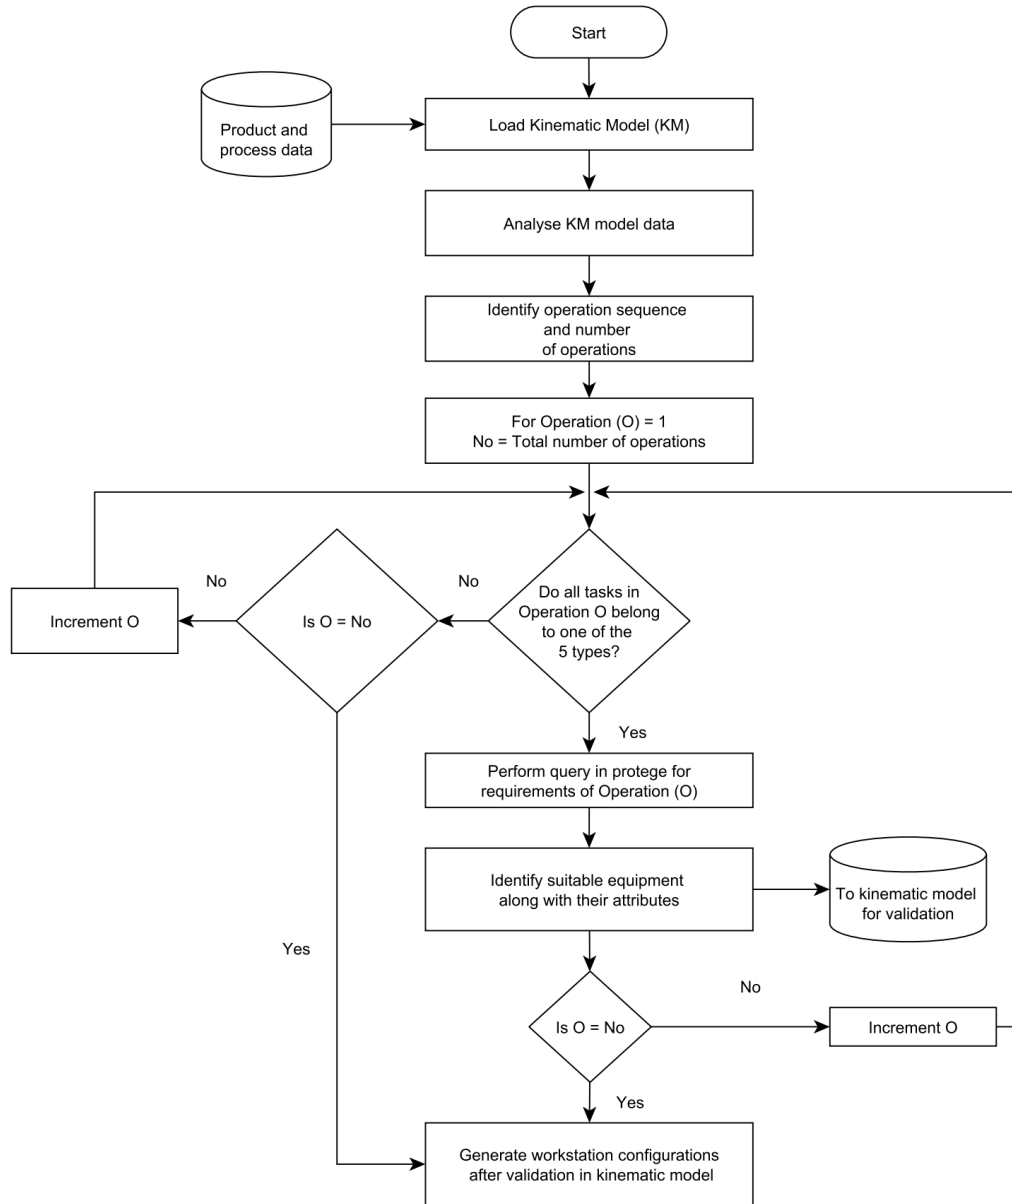 Start
Product and
process data
Load Kinematic Model (KM)
Analyse KM model data
Identify operation sequence
and number
of operations
For Operation (O) = 1
No = Total number of operations
No
No
Increment O
Is O = No
Do all tasks in
Operation O belong
to one of the
5 types?
Yes
Perform query in protege for
requirements of Operation (O)
Identify suitable equipment
along with their attributes
To kinematic model
for validation
Yes
No
Is O = No
Increment O
Yes
Generate workstation configurations
after validation in kinematic model